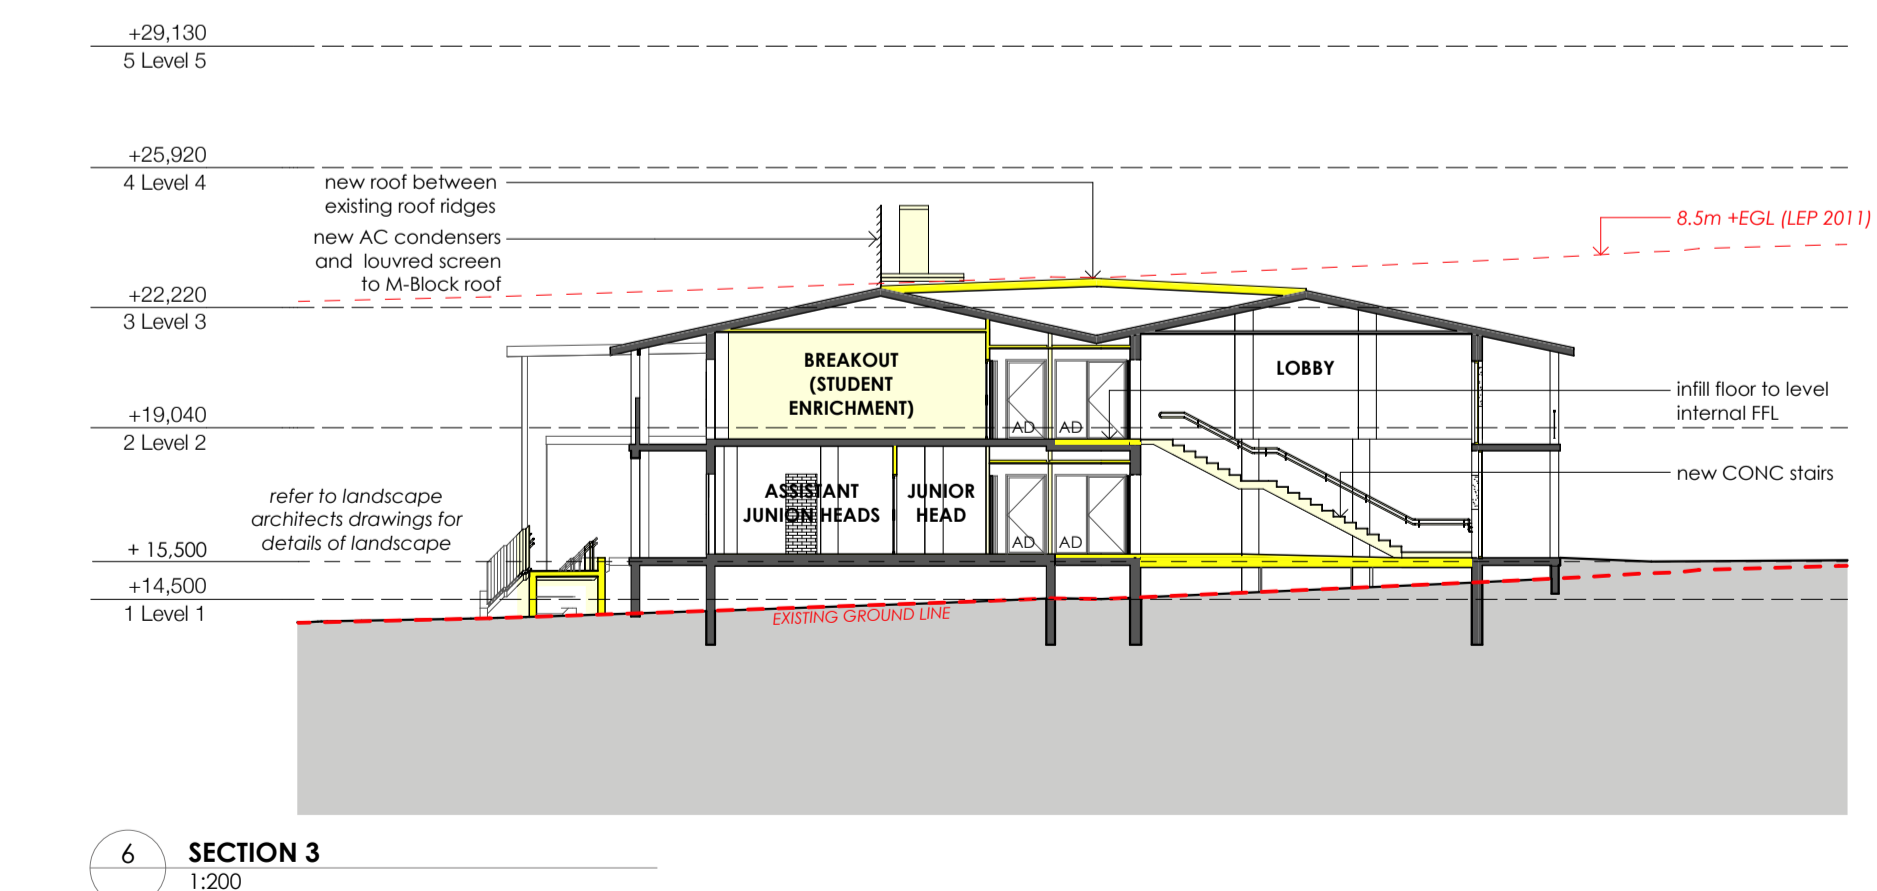 +29,130
5 Level 5
+25,920
4 Level 4
new roof between
existing roof ridges
new AC condensers
and louvred screen
to M-Block roof
8.5m +EGL (LEP 2011)
+22,220
3 Level 3
BREAKOUT
(STUDENT
ENRICHMENT)
LOBBY
infill floor to level
internal FFL
+19,040
2 Level 2
AD
AD
new CONC stairs
refer to landscape
architects drawings for
details of landscape
ASSISTANT
JUNION HEADS
JUNIOR
HEAD
AD
AD
+ 15,500
+14,500
1 Level 1
EXISTING GROUND LINE
6
SECTION 3
1:200